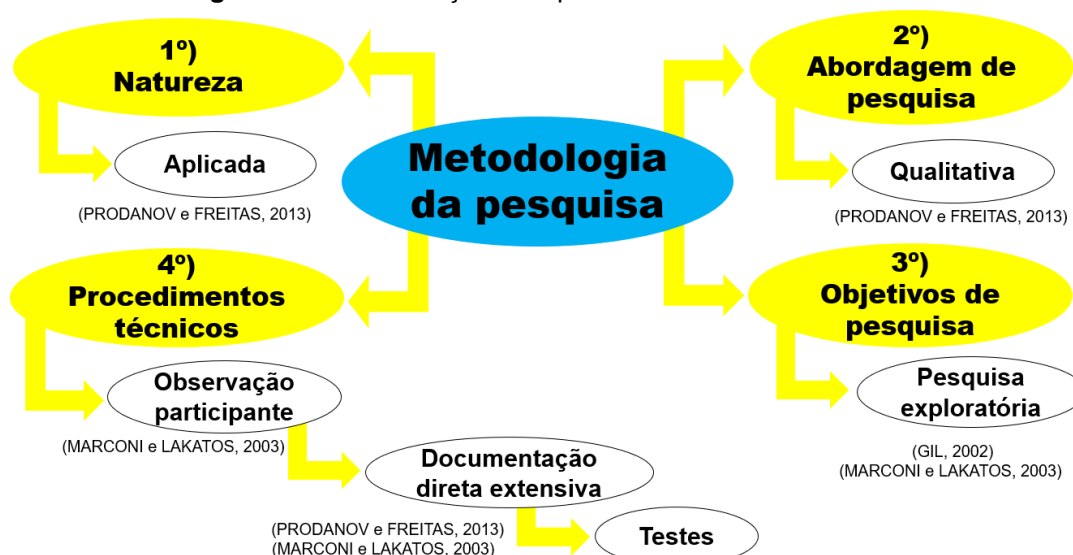 1º)
Natureza
Aplicada
(PRODANOV e FREITAS, 2013)
2º)
Abordagem de
pesquisa
Qualitativa
(PRODANOV e FREITAS, 2013)
Metodologia
da pesquisa
3º)
Objetivos de
pesquisa
Pesquisa
exploratória
(GIL, 2002)
(MARCONI e LAKATOS, 2003)
4º)
Procedimentos
técnicos
Observação
participante
(MARCONI e LAKATOS, 2003)
Documentação
direta extensiva
(PRODANOV e FREITAS, 2013)
(MARCONI e LAKATOS, 2003)
Testes